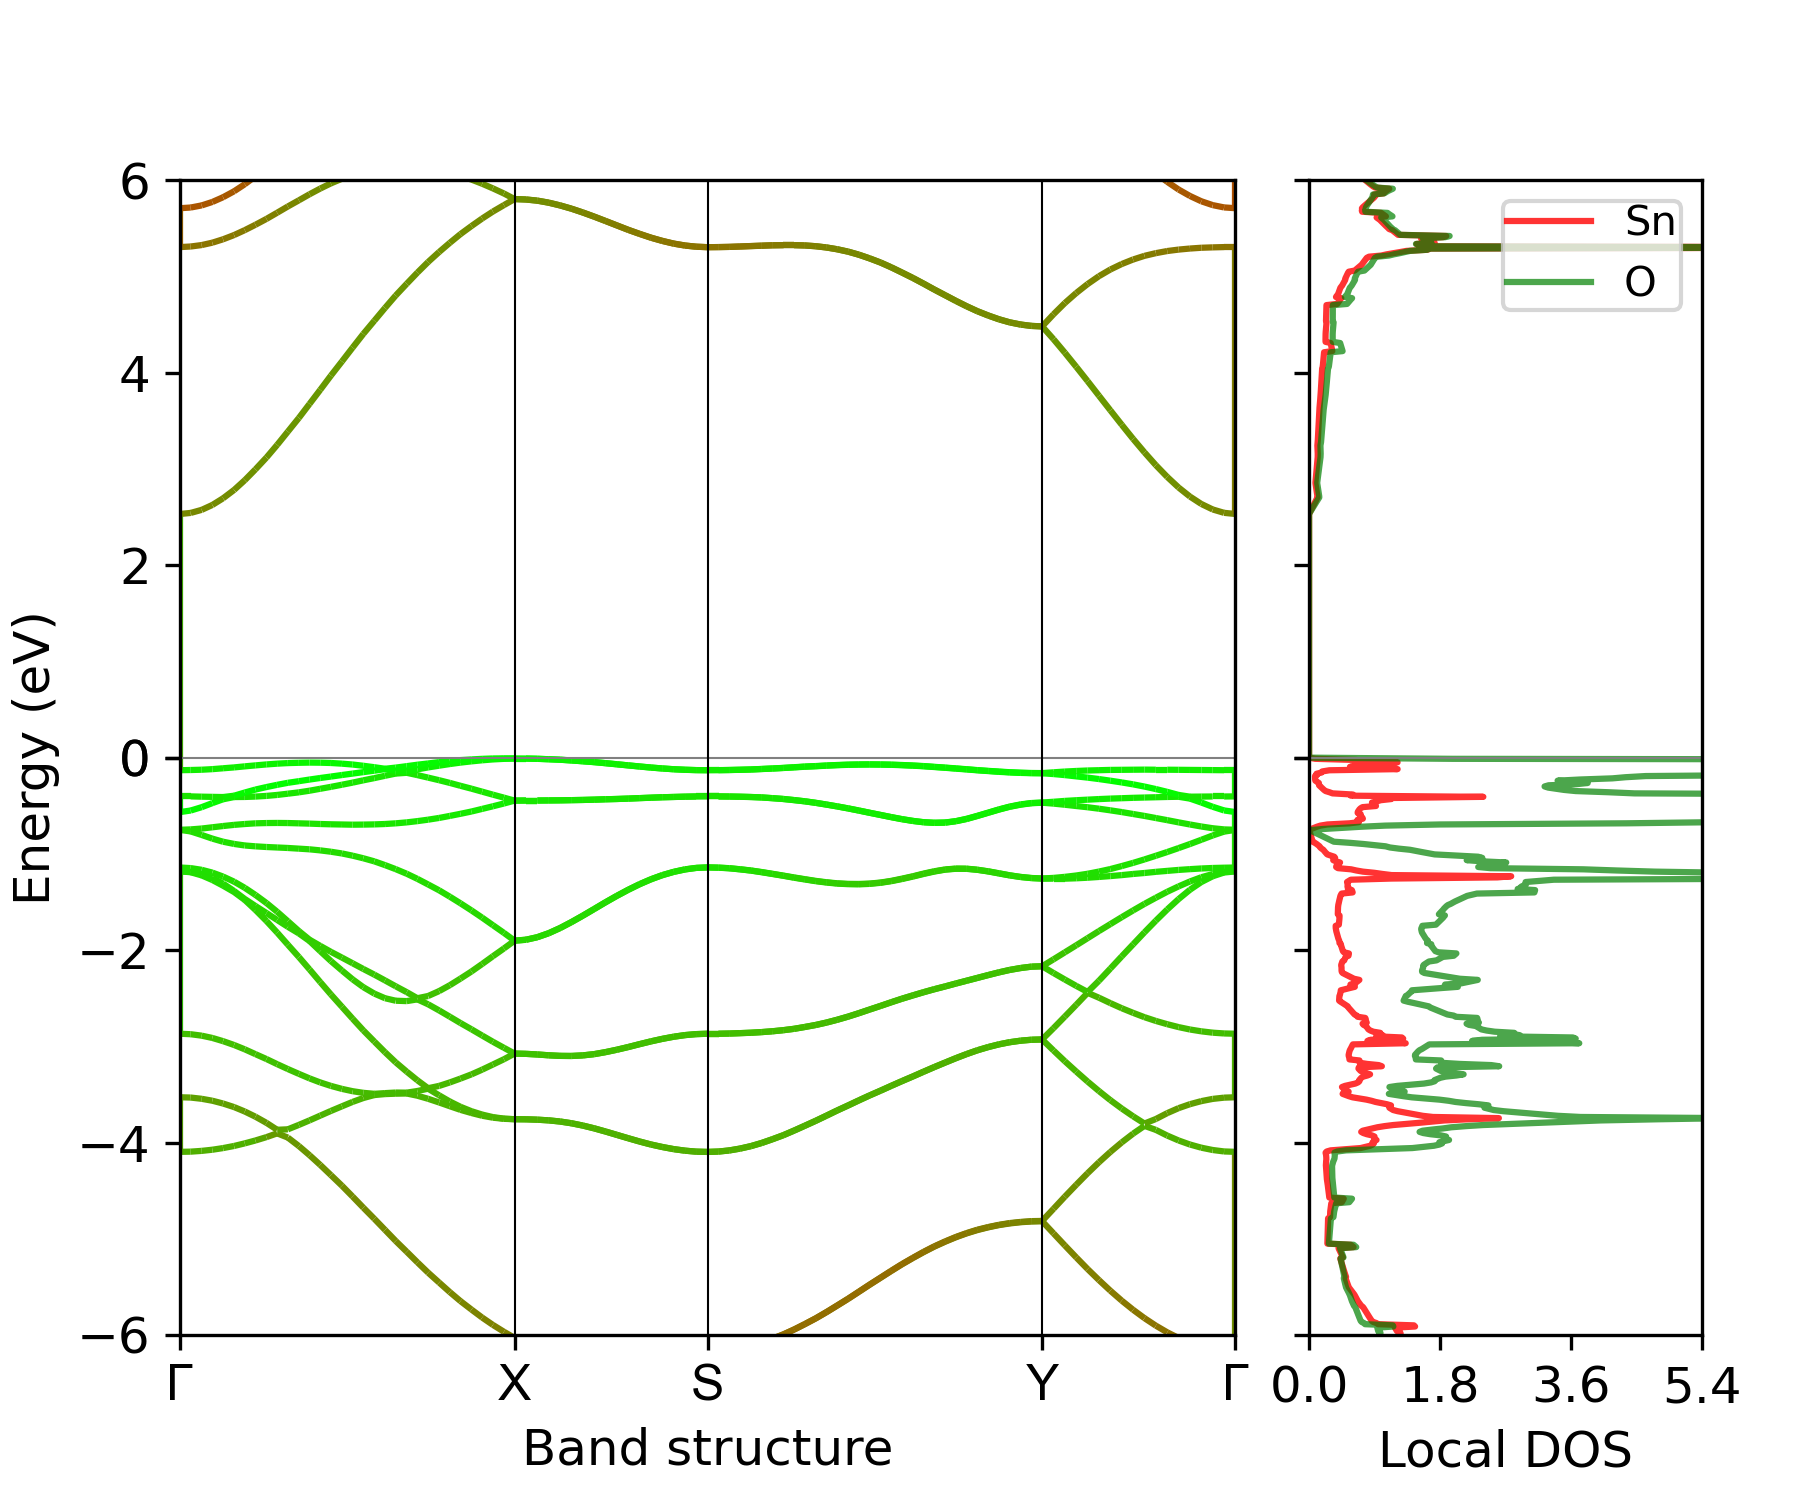 Energy (eV)
6
4
2
0
−2
−4
−6
Γ X S Y Γ
Band structure
Sn
O
0.0 1.8 3.6 5.4
Local DOS